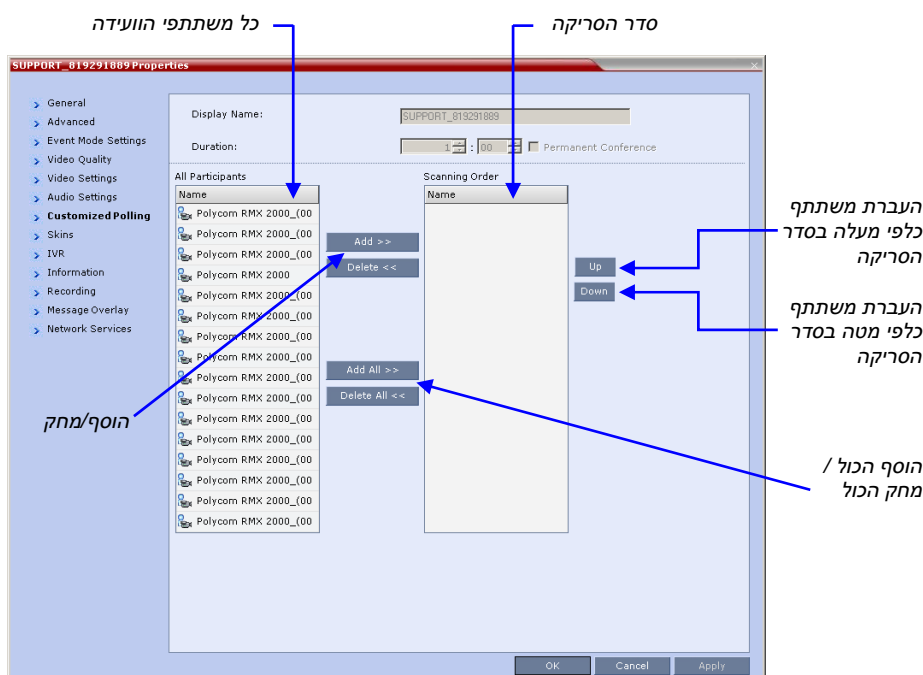 כל משתתפי הוועידה
סדר הסריקה
SUPPORT_819291889 Properties
General
Advanced
Event Mode Settings
Video Quality
Video Settings
Audio Settings
Customized Polling
Skins
IVR
Information
Recording
Message Overlay
Network Services
Display Name:
SUPPORT_819291889
Duration:
1 : 00
Permanent Conference
All Participants
Name
Polycom RMX 2000_(00
Polycom RMX 2000_(00
Polycom RMX 2000_(00
Polycom RMX 2000
Polycom RMX 2000_(00
Polycom RMX 2000_(00
Polycom RMX 2000_(00
Polycom RMX 2000_(00
Polycom RMX 2000_(00
Polycom RMX 2000_(00
Polycom RMX 2000_(00
Polycom RMX 2000_(00
Polycom RMX 2000_(00
Polycom RMX 2000_(00
Polycom RMX 2000_(00
Polycom RMX 2000_(00
Add >>
Delete <<
Add All >>
Delete All <<
Scanning Order
Name
Up
Down
העברת משתתף
כלפי מעלה בסדר
הסריקה
העברת משתתף
כלפי מטה בסדר
הסריקה
הוסף/מחק
הוסף הכול /
מחק הכול
OK
Cancel
Apply